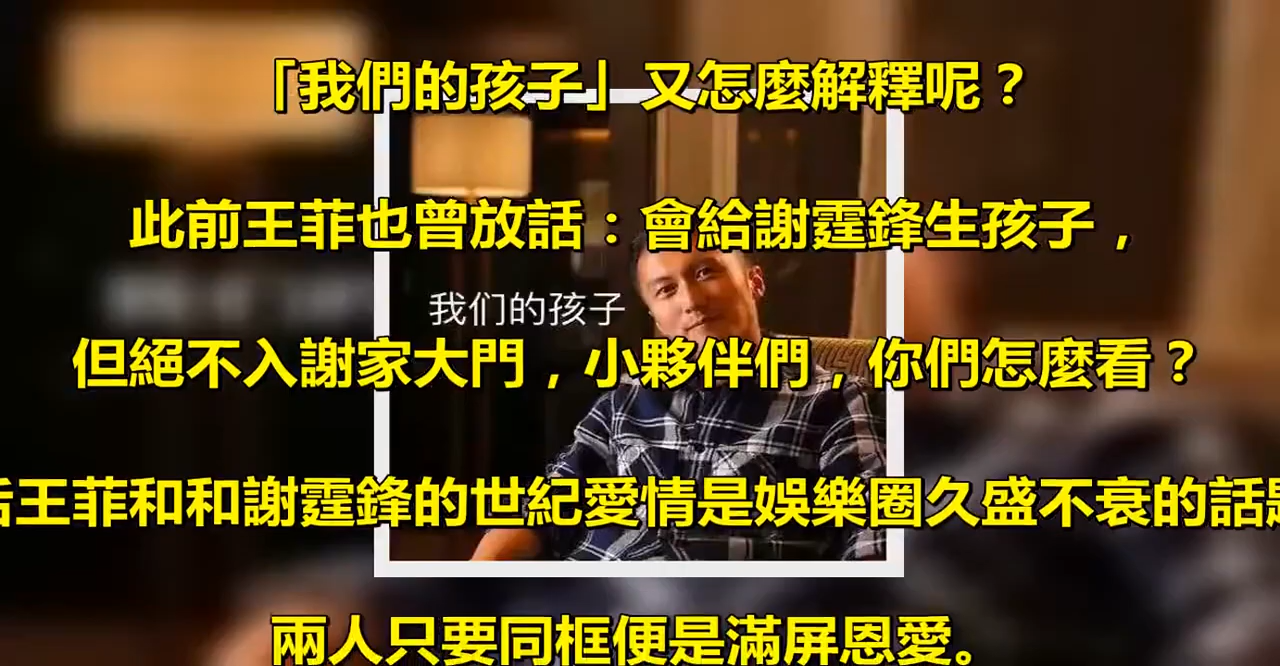 「我們的孩子」又怎麼解釋呢？
此前王菲也曾放話：會給謝霆鋒生孩子，
我们的孩子
但絕不入謝家大門，小夥伴們，你們怎麼看？
王菲和和謝霆鋒的世紀愛情是娛樂圈久盛不衰的話題
兩人只要同框便是滿屏恩愛。